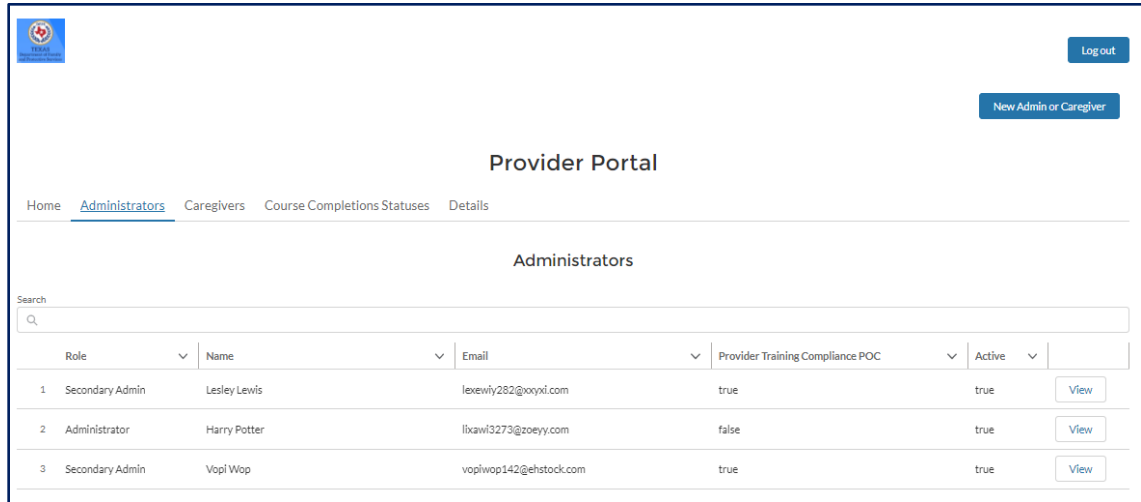 TEXAS
Log out
New Admin or Caregiver
Provider Portal
Home Administrators Caregivers Course Completions Statuses Details
Administrators
Search
Role Name Email Provider Training Compliance POC Active
1 Secondary Admin Lesley Lewis lexewiy282@xxyxi.com true true View
2 Administrator Harry Potter lixawi3273@zoeyy.com false true View
3 Secondary Admin Vopi Wop vopiwop142@ehstock.com true true View